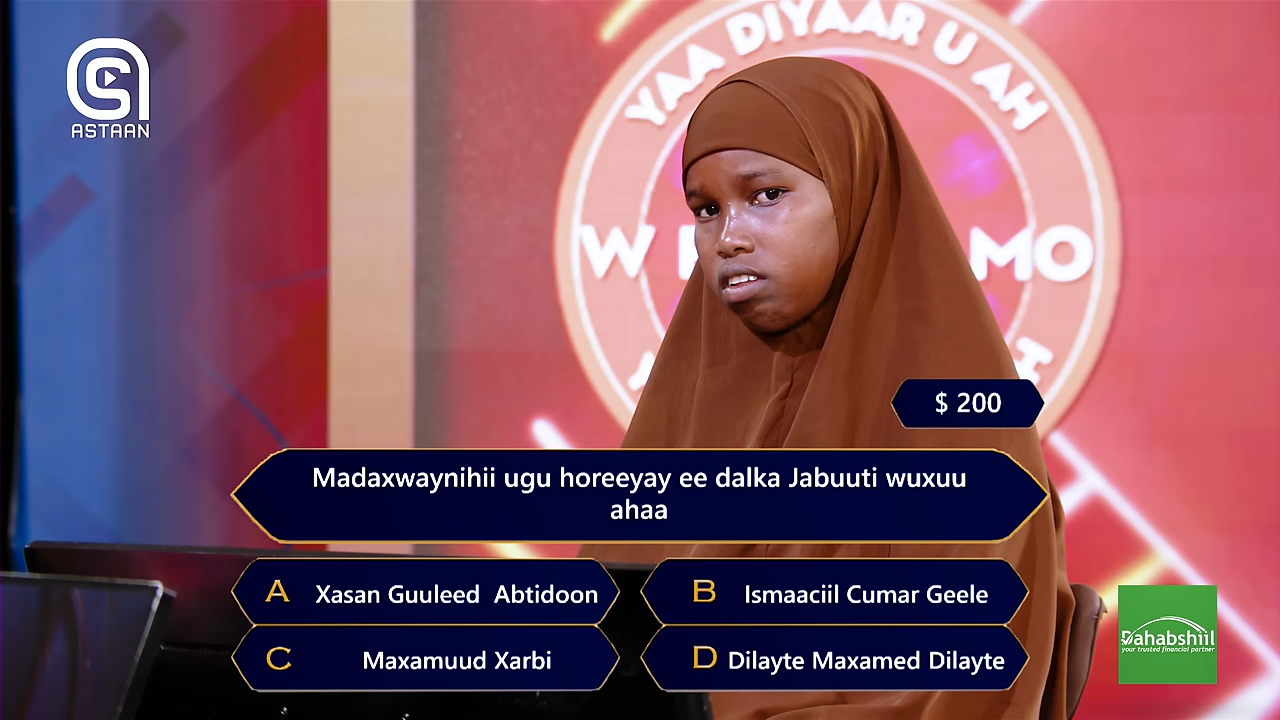 ASTAAN
YAA DIYAAR U AH
MO
$ 200
Madaxwaynihii ugu horeeyay ee dalka Jabuuti wuxuu
ahaa
A Xasan Guuleed Abtidoon
B Ismaaciil Cumar Geele
C Maxamuud Xarbi
D Dilayte Maxamed Dilayte
Dahabshiil
your trusted financial partner